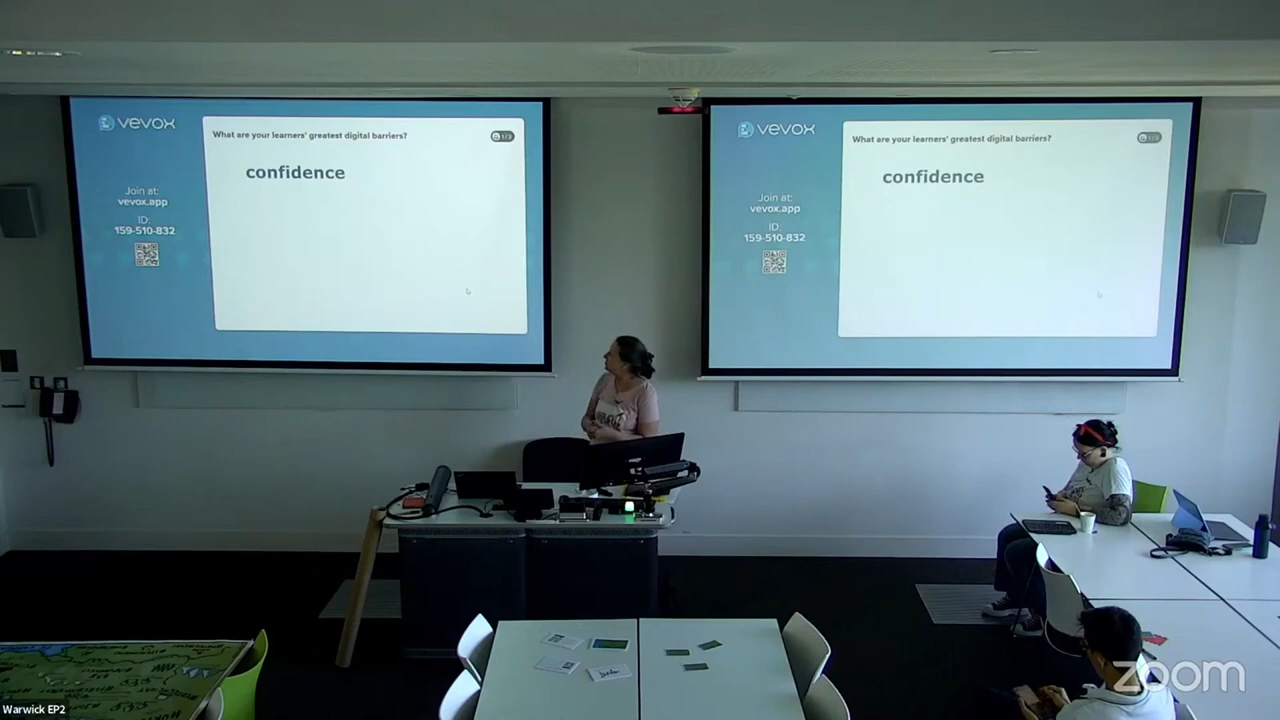 vevox
What are your learners' greatest digital barriers?
confidence
Join at:
vevox.app
ID:
159-510-832
vevox
What are your learners' greatest digital barriers?
confidence
Join at:
vevox.app
ID:
159-510-832
zoom
Warwick EP2